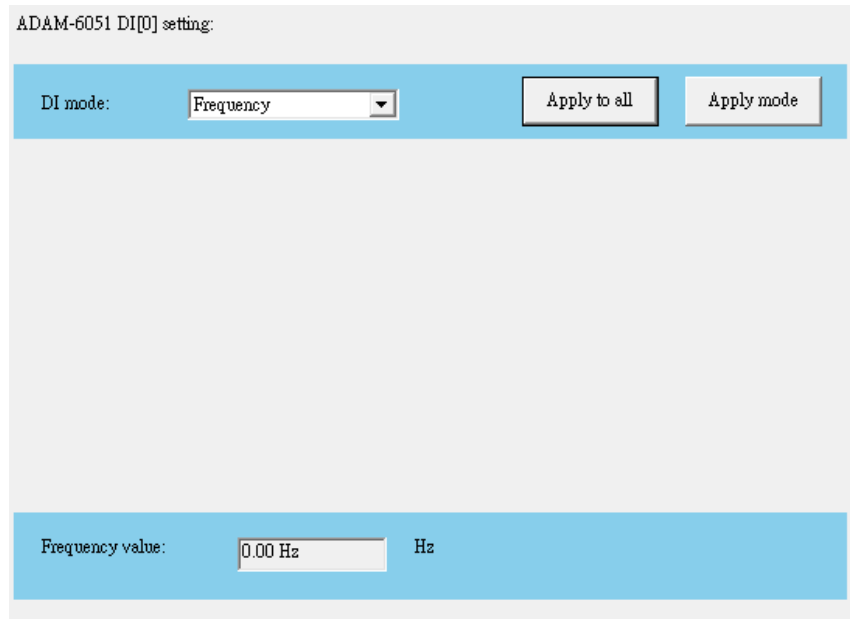 ADAM-6051 DI[0] setting:
DI mode: Frequency Apply to all Apply mode
Frequency value: 0.00 Hz Hz